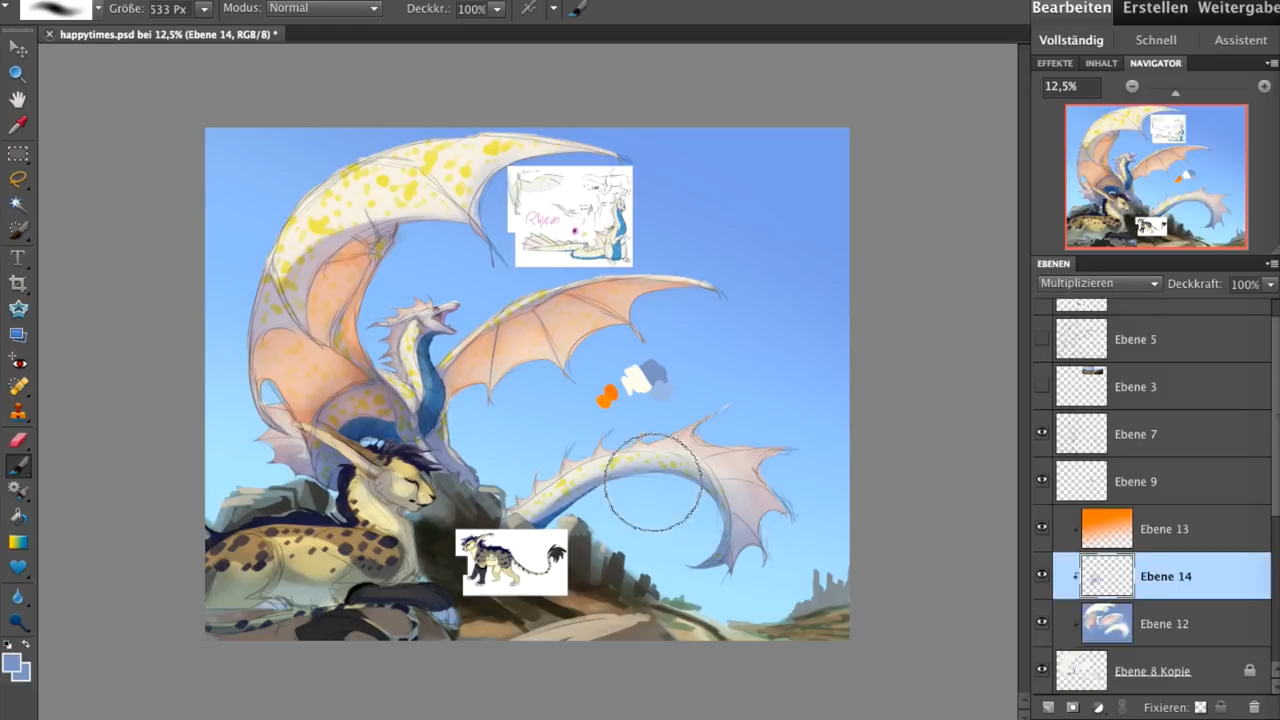 Größe: 533 Px Modus: Normal Deckkr.: 100%
Bearbeiten Erstellen Weitergabe
happytimes.psd bei 12,5% (Ebene 14, RGB/8) *
Vollständig Schnell Assistent
EFFEKTE INHALT NAVIGATOR
12,5%
EBENEN
Multiplizieren Deckkraft: 100%
Ebene 5
Ebene 3
Ebene 7
Ebene 9
Ebene 13
Ebene 14
Ebene 12
Ebene 8 Kopie
Fixieren: